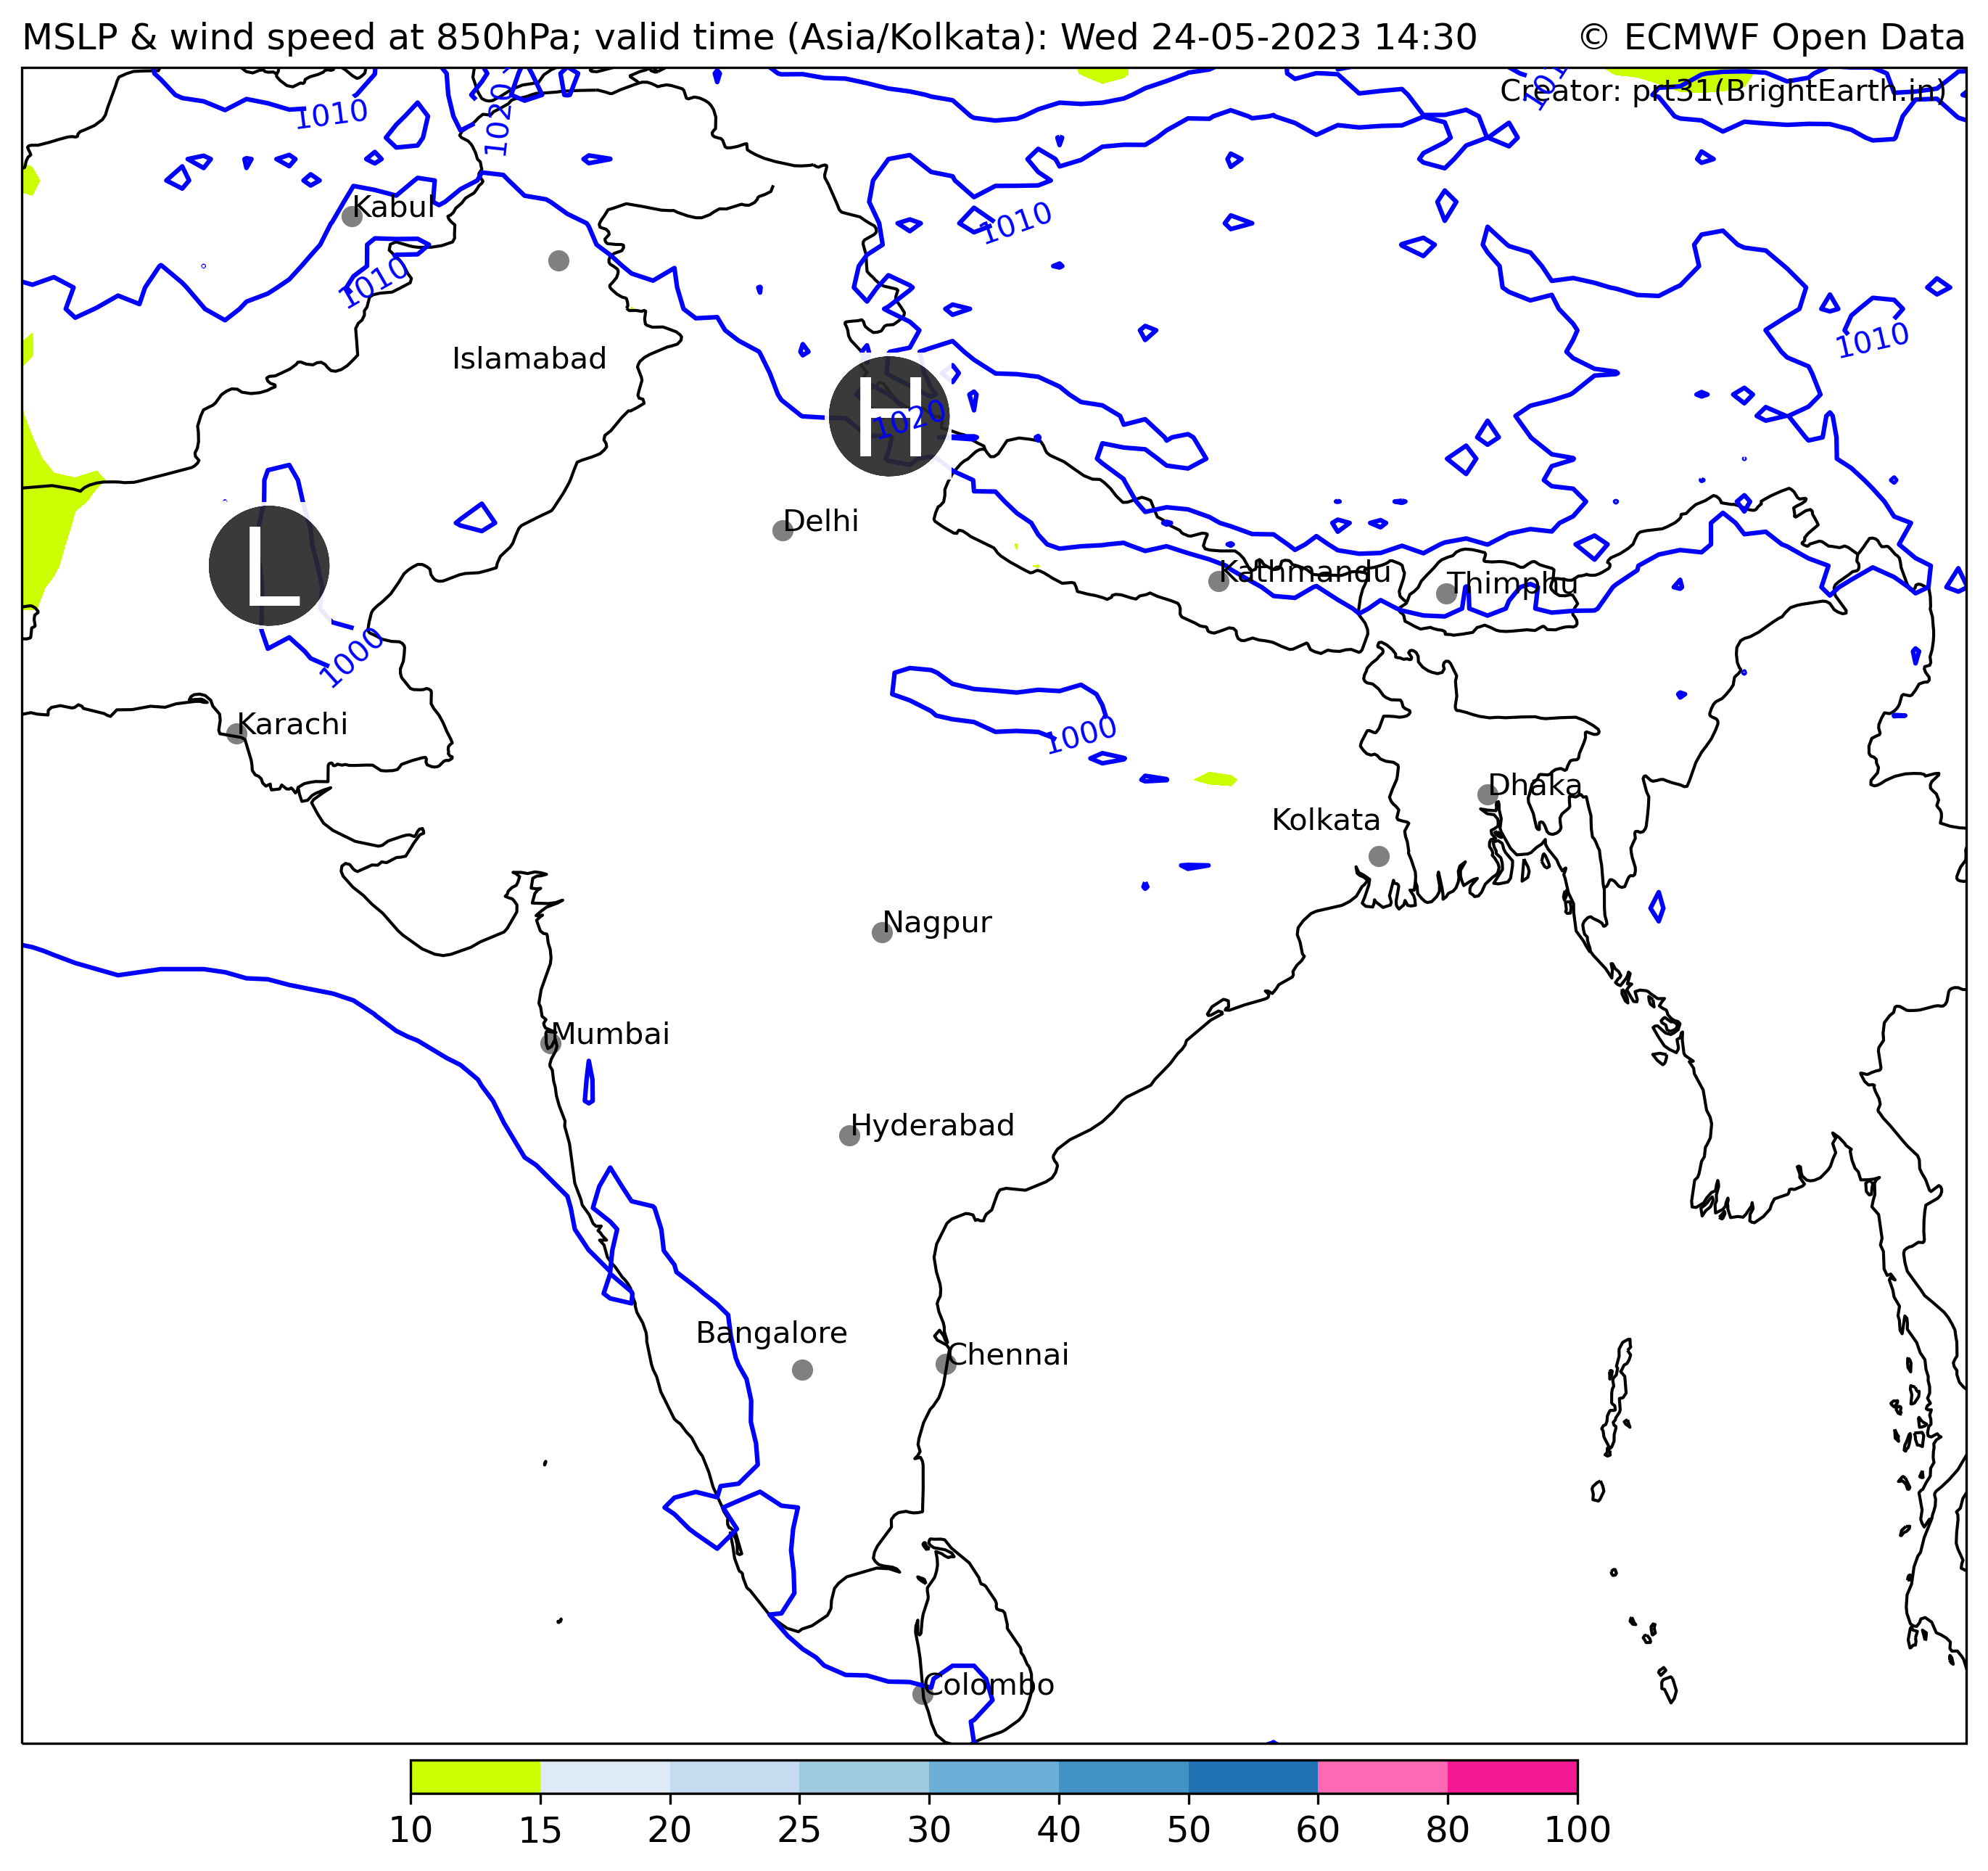 MSLP & wind speed at 850hPa; valid time (Asia/Kolkata): Wed 24-05-2023 14:30
© ECMWF Open Data
Creator: prt31(BrightEarth.in)
1010
1020
Kabul
1010
1010
Islamabad
1010
H
1020
Delhi
L
Kathmandu
Thimphu
1000
Karachi
1000
Dhaka
Kolkata
Nagpur
Mumbai
Hyderabad
Bangalore
Chennai
Colombo
10 15 20 25 30 40 50 60 80 100